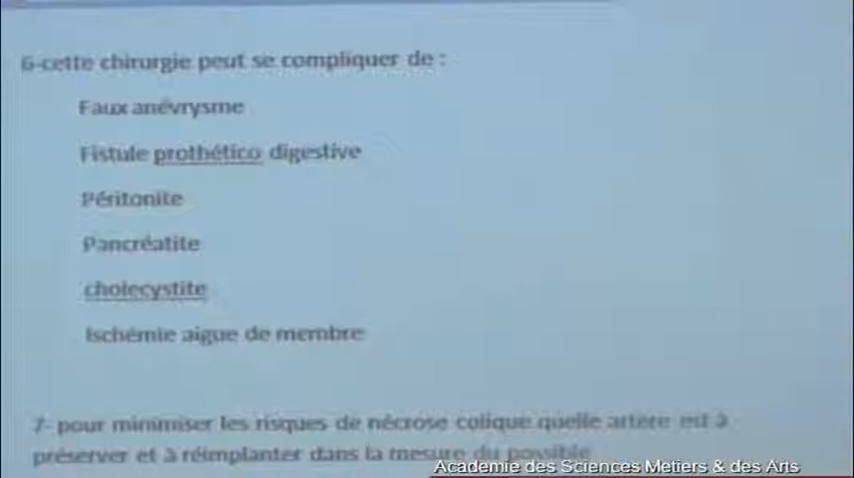 6-cette chirurgie peut se compliquer de :
Faux anévrysme
Fistule prothético digestive
Péritonite
Pancréatite
cholecystite
Ischémie aigue de membre
7- pour minimiser les risques de nécrose colique quelle artère est à
préserver et à réimplanter dans la mesure du possible
Academie des Sciences Metiers & des Arts